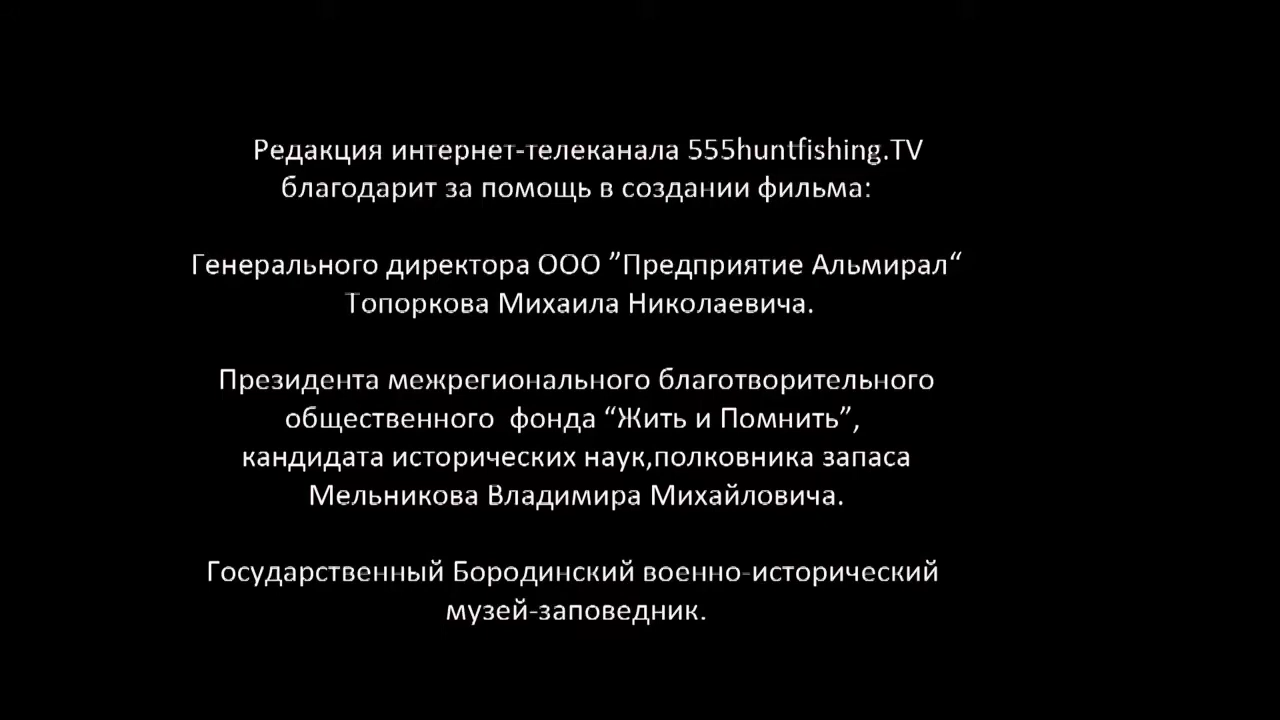 Редакция интернет-телеканала 555huntfishing.TV
благодарит за помощь в создании фильма:
Генерального директора ООО ”Предприятие Альмирал“
Топоркова Михаила Николаевича.
Президента межрегионального благотворительного
общественного  фонда “Жить и Помнить”,
кандидата исторических наук,полковника запаса
Мельникова Владимира Михайловича.
Государственный Бородинский военно-исторический
музей-заповедник.